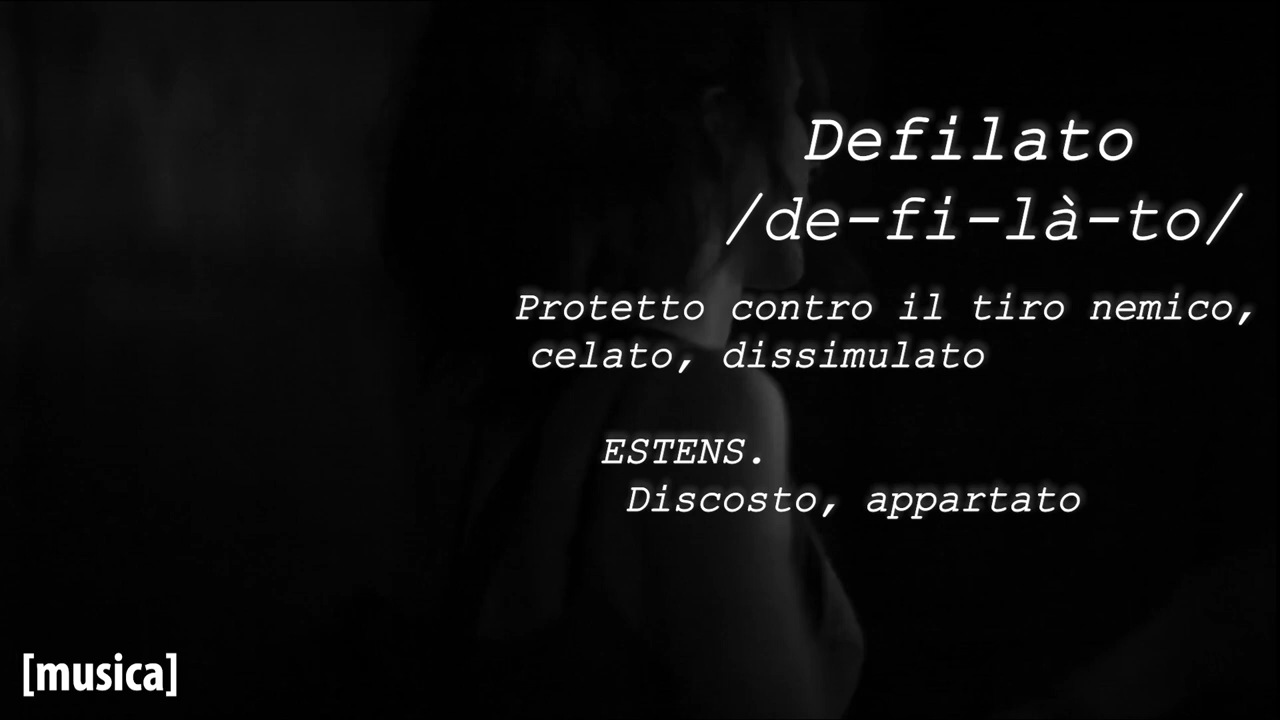 Defilato
/de-fi-là-to/
Protetto contro il tiro nemico,
celato, dissimulato
ESTENS.
Discosto, appartato
[musica]